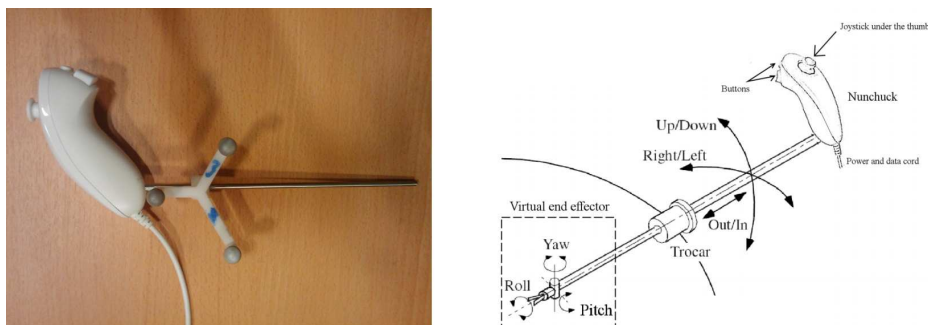 Joystick under the thumb
Buttons
Nunchuck
Up/Down
Right/Left
Power and data cord
Virtual end effector
Out/In
Trocar
Yaw
Roll
Pitch